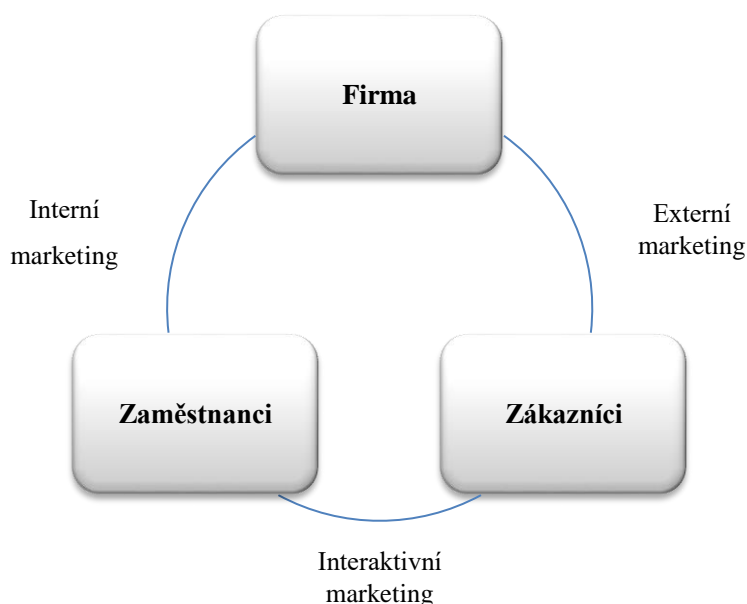 Firma
Interní
marketing
Externí
marketing
Zaměstnanci
Zákazníci
Interaktivní
marketing